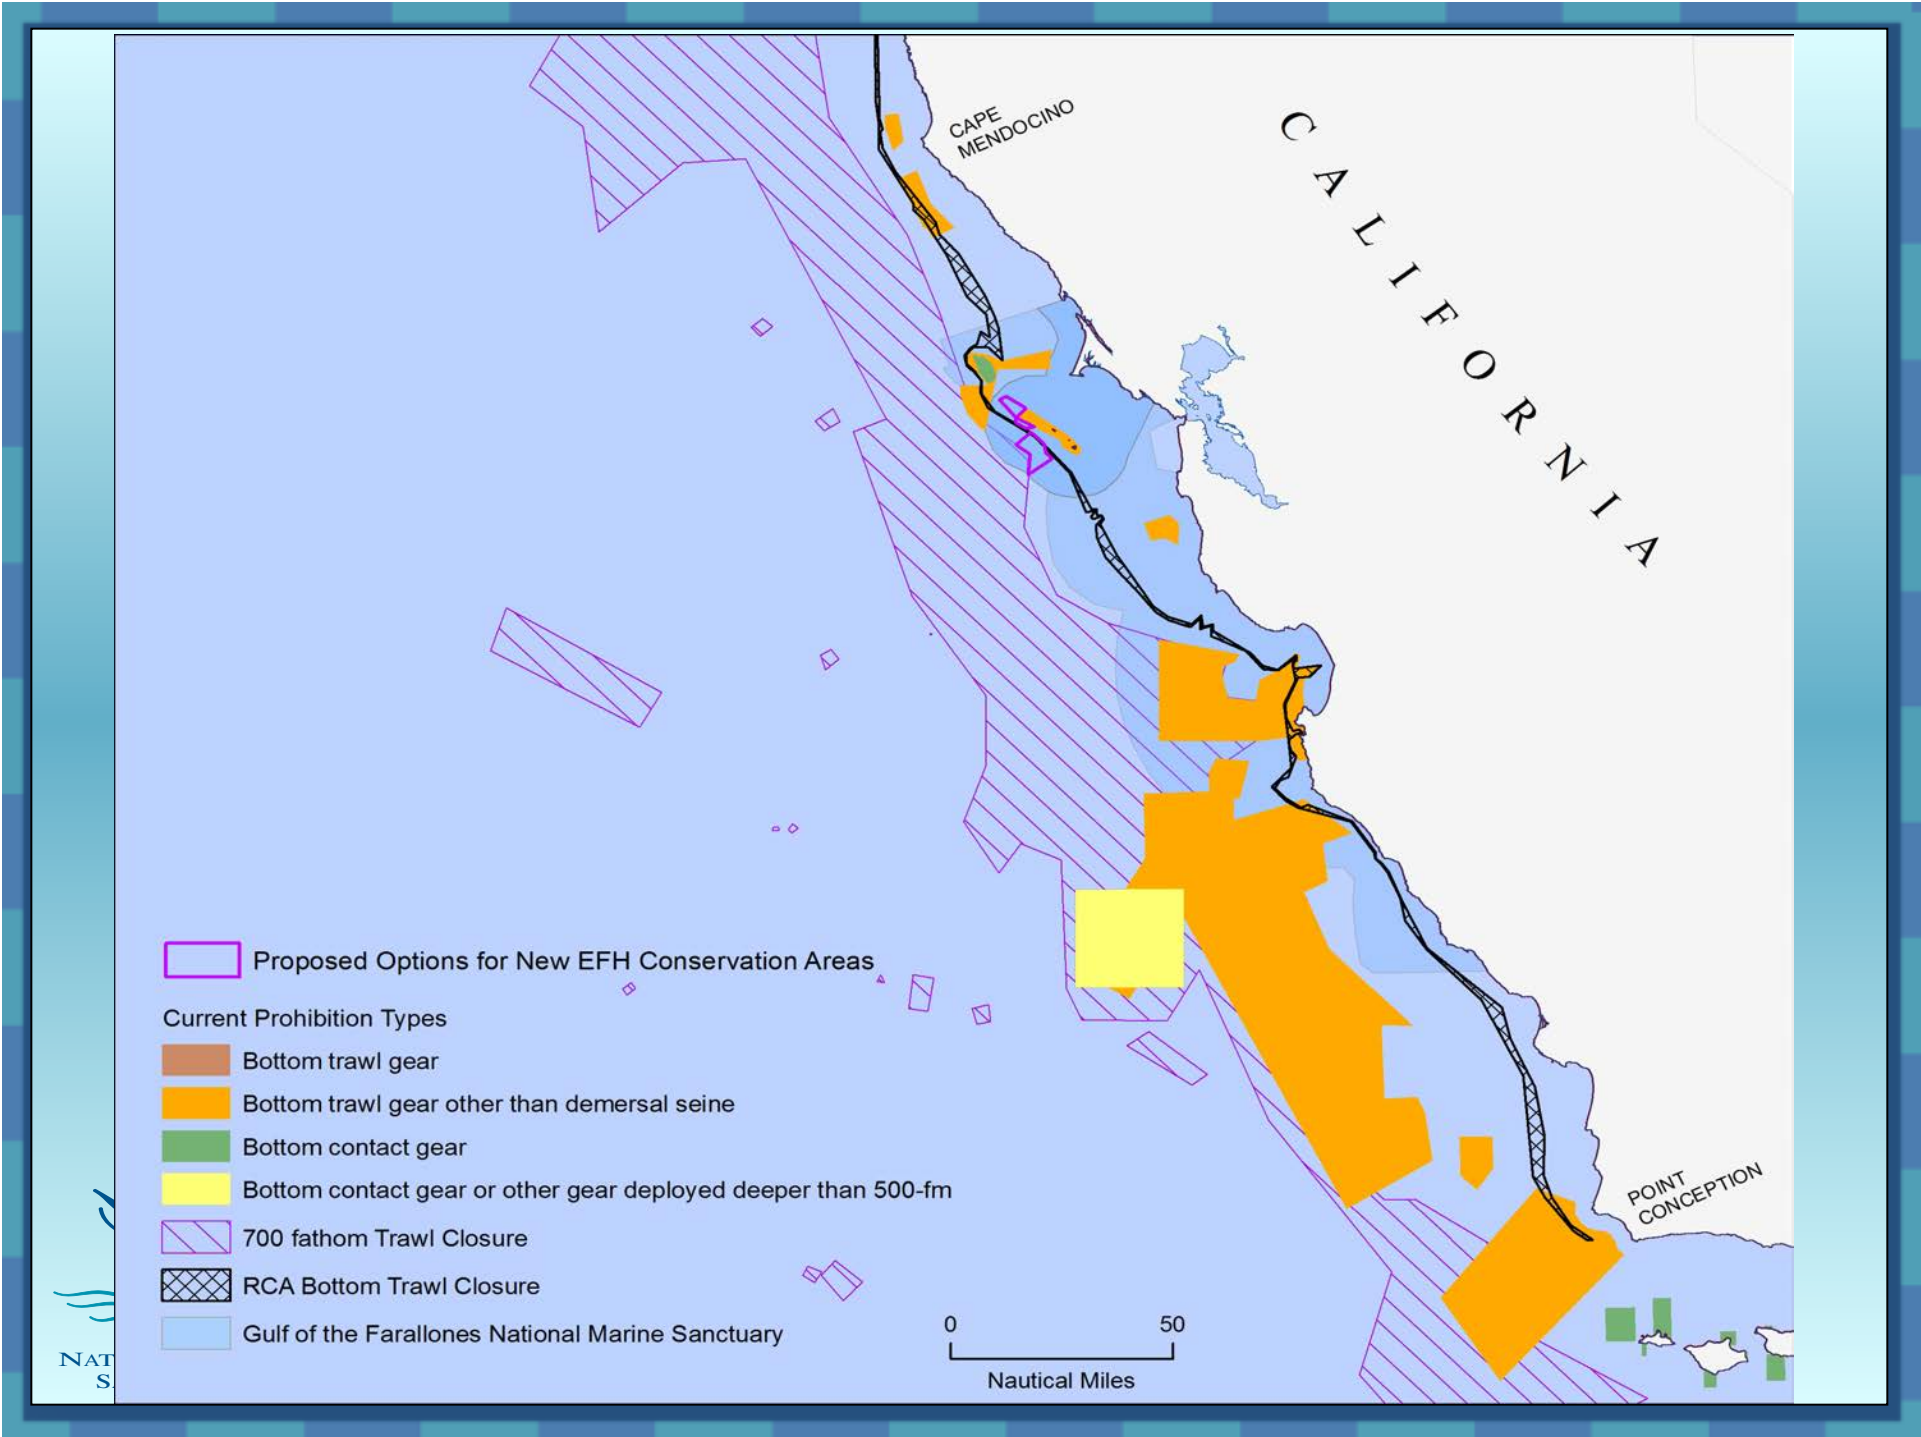 CAPE
MENDOCINO
CALIFORNIA
Proposed Options for New EFH Conservation Areas
Current Prohibition Types
Bottom trawl gear
Bottom trawl gear other than demersal seine
Bottom contact gear
Bottom contact gear or other gear deployed deeper than 500-fm
700 fathom Trawl Closure
RCA Bottom Trawl Closure
Gulf of the Farallones National Marine Sanctuary
POINT
CONCEPTION
0 50
Nautical Miles
NAT
S